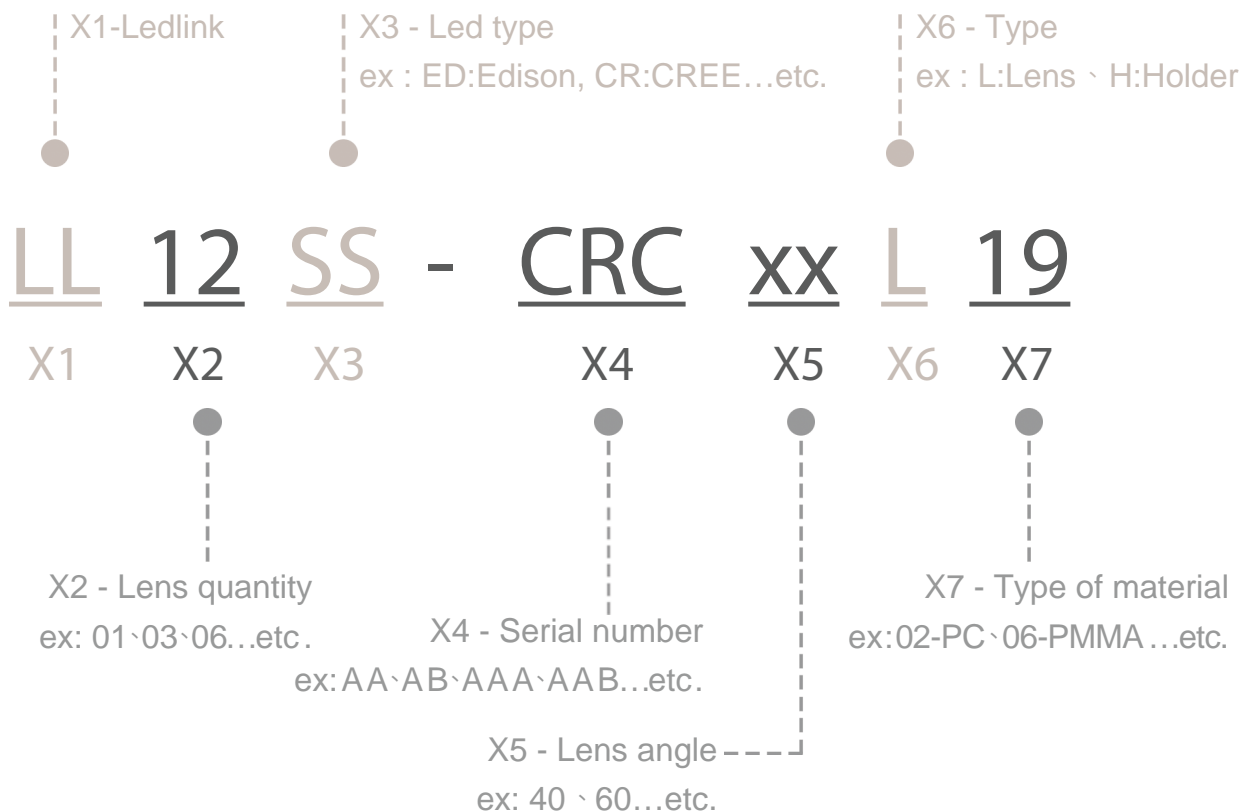 X1-Ledlink
X3 - Led type
ex : ED:Edison, CR:CREE…etc.
X6 - Type
ex : L:Lens、H:Holder
LL 12 SS - CRC xx L 19
X1 X2 X3 X4 X5 X6 X7
X2 - Lens quantity
ex: 01、03、06…etc.
X4 - Serial number
ex:AA、AB、AAA、AAB…etc.
X5 - Lens angle
ex: 40 、60…etc.
X7 - Type of material
ex:02-PC、06-PMMA…etc.